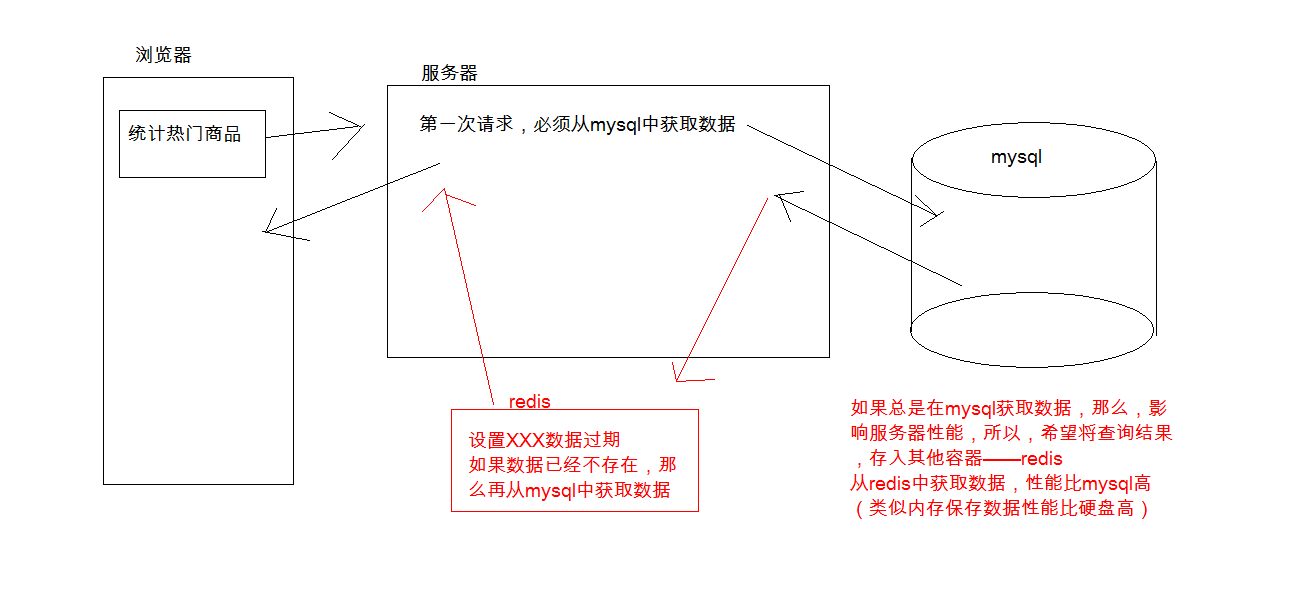 浏览器
服务器
统计热门商品
第一次请求，必须从mysql中获取数据
mysql
redis
设置XXX数据过期
如果数据已经不存在，那
么再从mysql中获取数据
如果总是在mysql获取数据，那么，影
响服务器性能，所以，希望将查询结果
，存入其他容器——redis
从redis中获取数据，性能比mysql高
（类似内存保存数据性能比硬盘高）